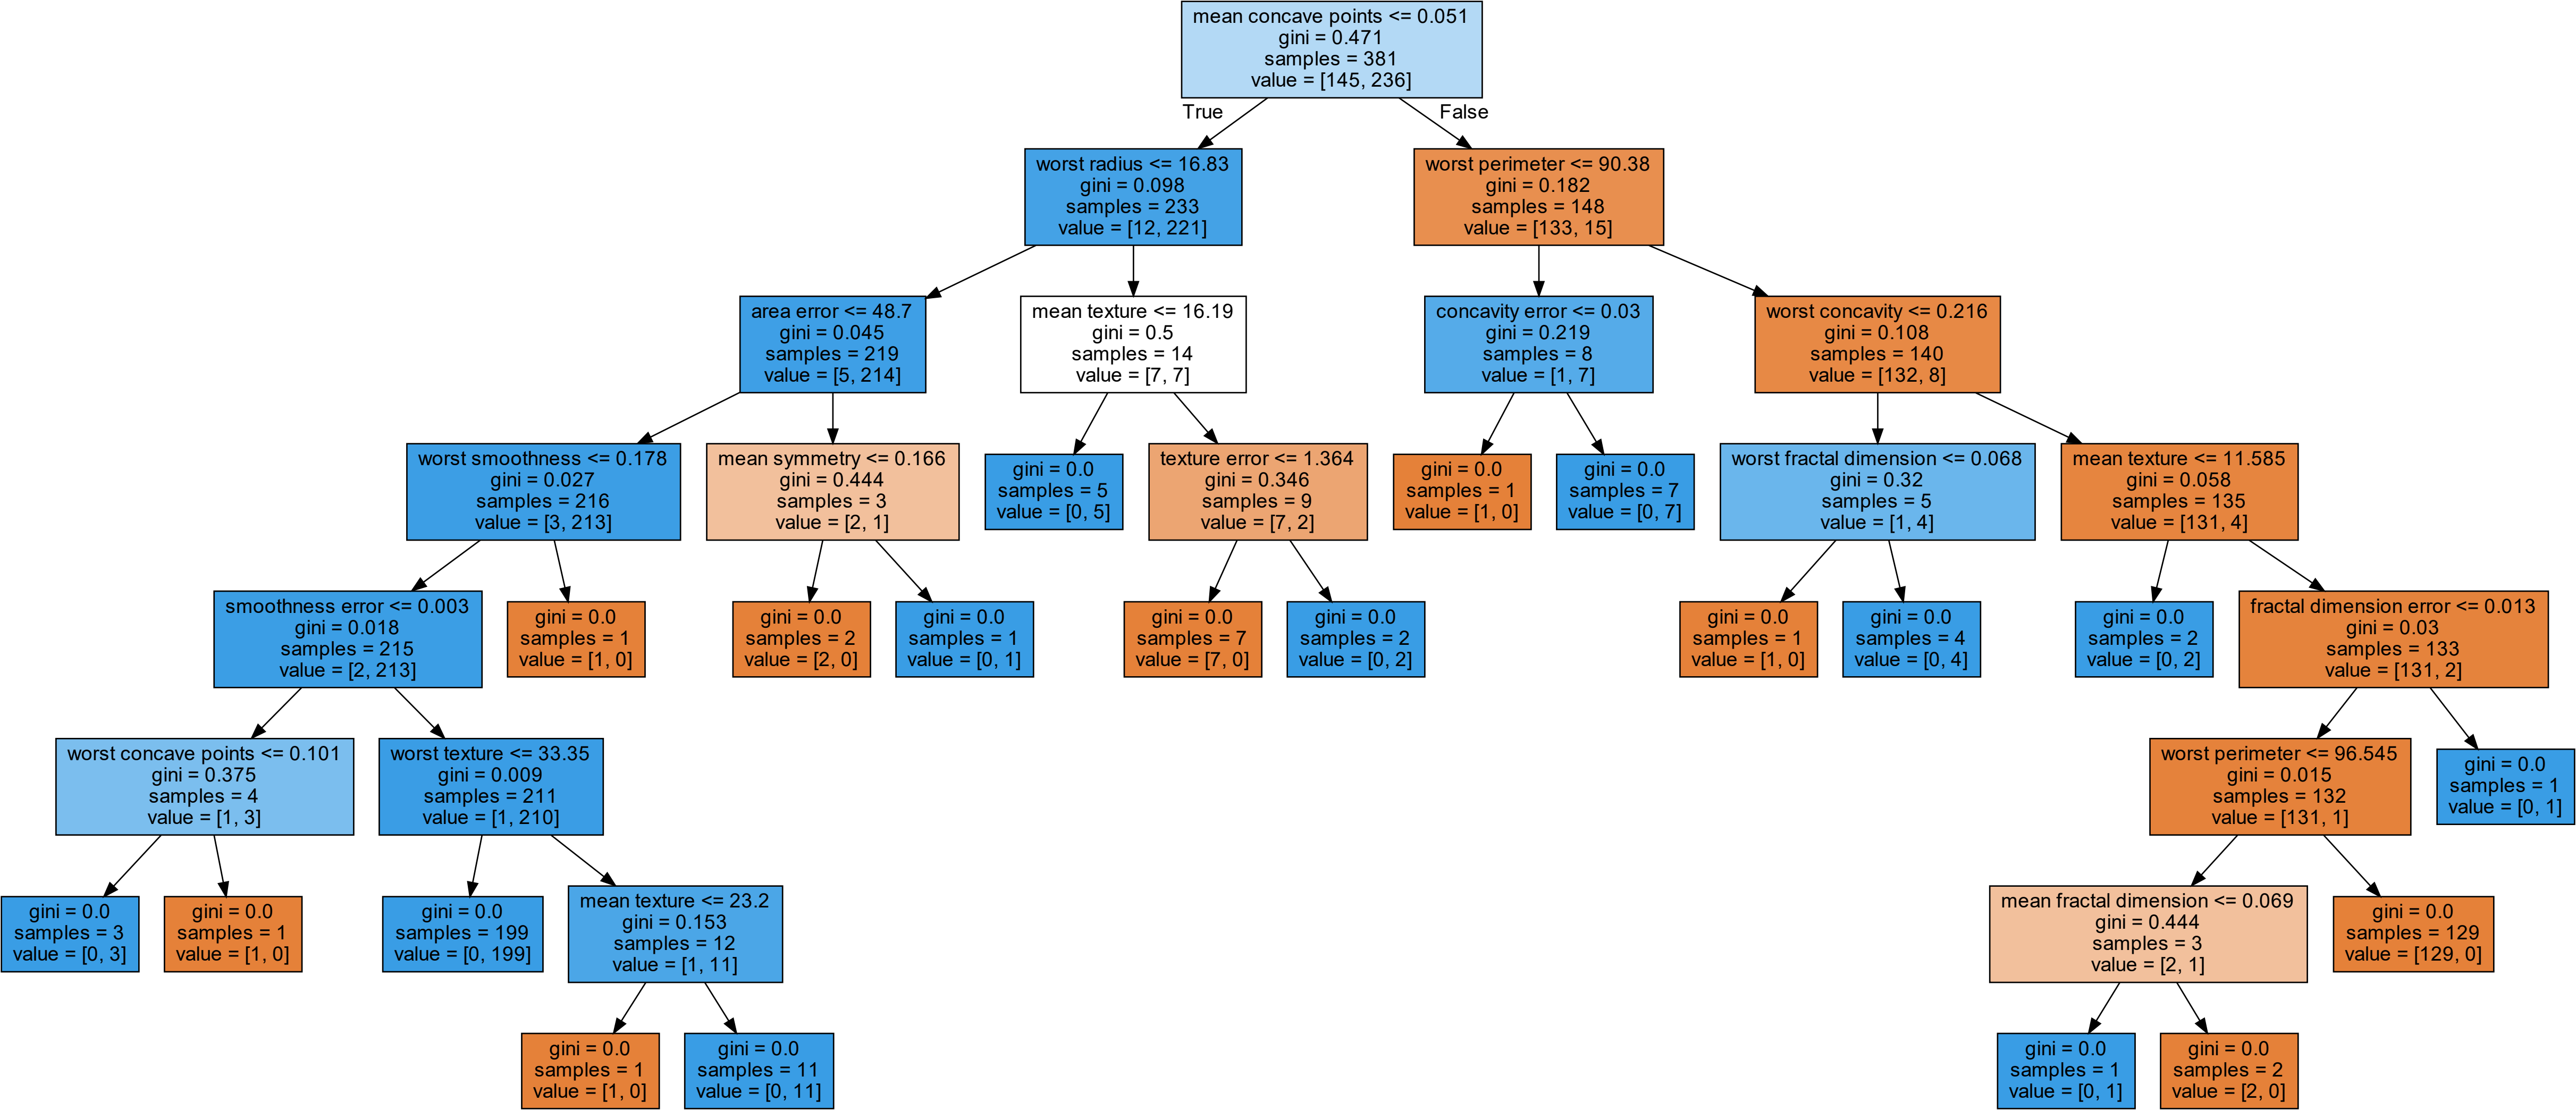 mean concave points <= 0.051
gini = 0.471
samples = 381
value = [145, 236]
True
False
worst radius <= 16.83
gini = 0.098
samples = 233
value = [12, 221]
worst perimeter <= 90.38
gini = 0.182
samples = 148
value = [133, 15]
area error <= 48.7
gini = 0.045
samples = 219
value = [5, 214]
mean texture <= 16.19
gini = 0.5
samples = 14
value = [7, 7]
concavity error <= 0.03
gini = 0.219
samples = 8
value = [1, 7]
worst concavity <= 0.216
gini = 0.108
samples = 140
value = [132, 8]
worst smoothness <= 0.178
gini = 0.027
samples = 216
value = [3, 213]
mean symmetry <= 0.166
gini = 0.444
samples = 3
value = [2, 1]
gini = 0.0
samples = 5
value = [0, 5]
texture error <= 1.364
gini = 0.346
samples = 9
value = [7, 2]
gini = 0.0
samples = 1
value = [1, 0]
gini = 0.0
samples = 7
value = [0, 7]
worst fractal dimension <= 0.068
gini = 0.32
samples = 5
value = [1, 4]
mean texture <= 11.585
gini = 0.058
samples = 135
value = [131, 4]
smoothness error <= 0.003
gini = 0.018
samples = 215
value = [2, 213]
gini = 0.0
samples = 1
value = [1, 0]
gini = 0.0
samples = 2
value = [2, 0]
gini = 0.0
samples = 1
value = [0, 1]
gini = 0.0
samples = 7
value = [7, 0]
gini = 0.0
samples = 2
value = [0, 2]
gini = 0.0
samples = 1
value = [1, 0]
gini = 0.0
samples = 4
value = [0, 4]
gini = 0.0
samples = 2
value = [0, 2]
fractal dimension error <= 0.013
gini = 0.03
samples = 133
value = [131, 2]
worst concave points <= 0.101
gini = 0.375
samples = 4
value = [1, 3]
worst texture <= 33.35
gini = 0.009
samples = 211
value = [1, 210]
worst perimeter <= 96.545
gini = 0.015
samples = 132
value = [131, 1]
gini = 0.0
samples = 1
value = [0, 1]
gini = 0.0
samples = 3
value = [0, 3]
gini = 0.0
samples = 1
value = [1, 0]
gini = 0.0
samples = 199
value = [0, 199]
mean texture <= 23.2
gini = 0.153
samples = 12
value = [1, 11]
mean fractal dimension <= 0.069
gini = 0.444
samples = 3
value = [2, 1]
gini = 0.0
samples = 129
value = [129, 0]
gini = 0.0
samples = 1
value = [1, 0]
gini = 0.0
samples = 11
value = [0, 11]
gini = 0.0
samples = 1
value = [0, 1]
gini = 0.0
samples = 2
value = [2, 0]